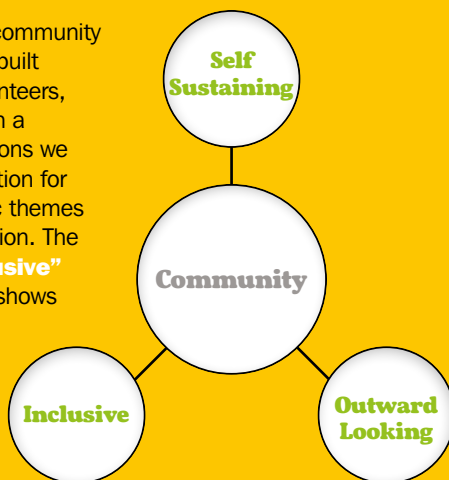 community
built
nteers,
n a
ons we
tion for
c themes
ion. The
usive”
shows
Self
Sustaining
Community
Inclusive
Outward
Looking